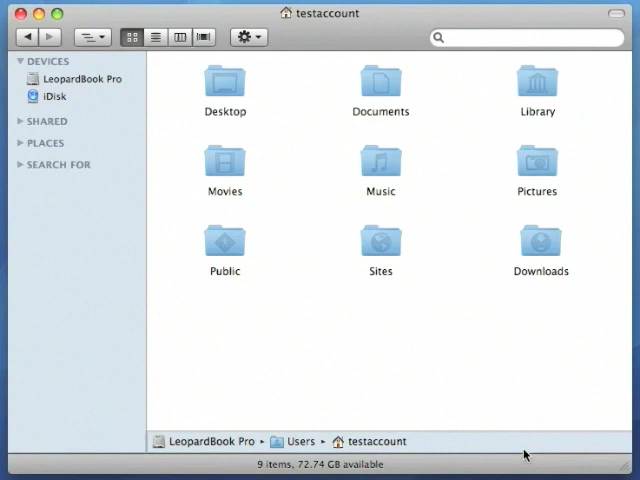 testaccount
DEVICES
LeopardBook Pro
iDisk
SHARED
PLACES
SEARCH FOR
Desktop
Documents
Library
Movies
Music
Pictures
Public
Sites
Downloads
LeopardBook Pro ▸ Users ▸ testaccount
9 items, 72.74 GB available